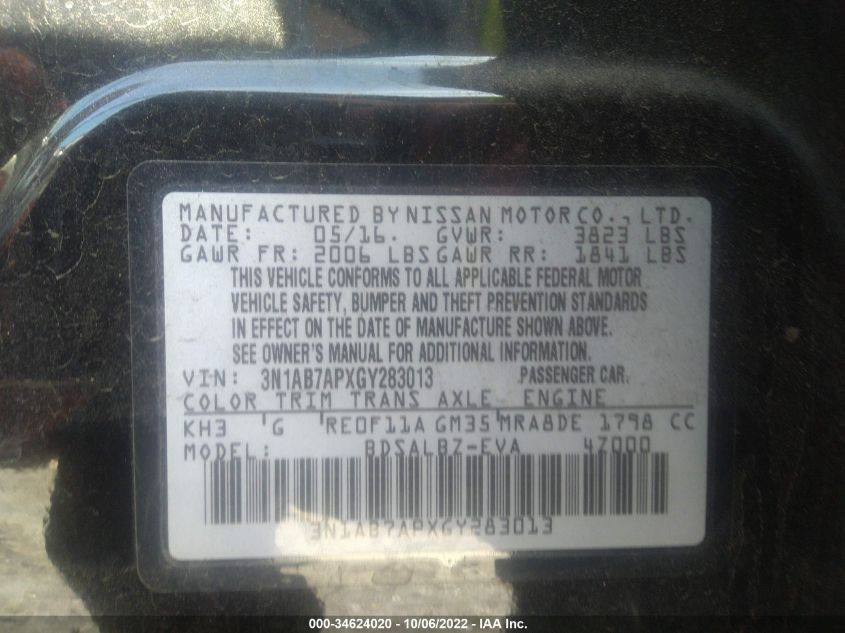 MANUFACTURED BY NISSAN MOTOR CO., LTD.
DATE: 05/16. GVWR: 3823 LBS
GAWR FR: 2006 LBS GAWR RR: 1841 LBS
THIS VEHICLE CONFORMS TO ALL APPLICABLE FEDERAL MOTOR
VEHICLE SAFETY, BUMPER AND THEFT PREVENTION STANDARDS
IN EFFECT ON THE DATE OF MANUFACTURE SHOWN ABOVE.
SEE OWNER'S MANUAL FOR ADDITIONAL INFORMATION.
VIN: 3N1AB7APXGY283013 PASSENGER CAR.
COLOR TRIM TRANS AXLE ENGINE
KH3 G RE0F11A GM35 MRA8DE 1798 CC
MODEL: BDSALBZ-EVA 4Z000
3N1AB7APXGY283013
000-34624020 - 10/06/2022 - IAA Inc.